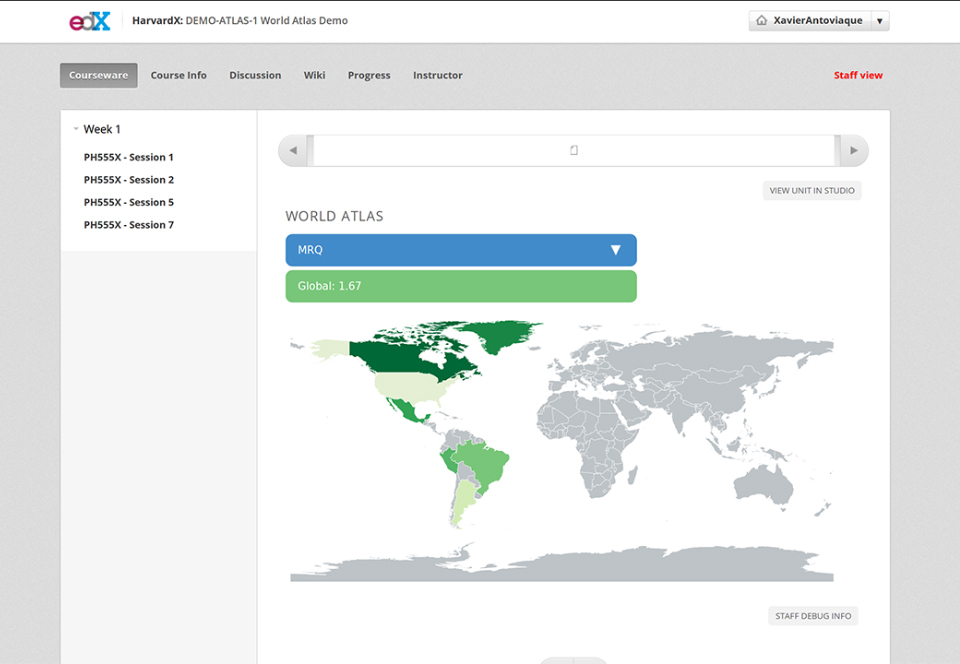 edX
HarvardX: DEMO-ATLAS-1 World Atlas Demo
XavierAntoviaque
Courseware
Course Info
Discussion
Wiki
Progress
Instructor
Staff view
Week 1
PH555X - Session 1
PH555X - Session 2
PH555X - Session 5
PH555X - Session 7
VIEW UNIT IN STUDIO
WORLD ATLAS
MRQ
Global: 1.67
STAFF DEBUG INFO